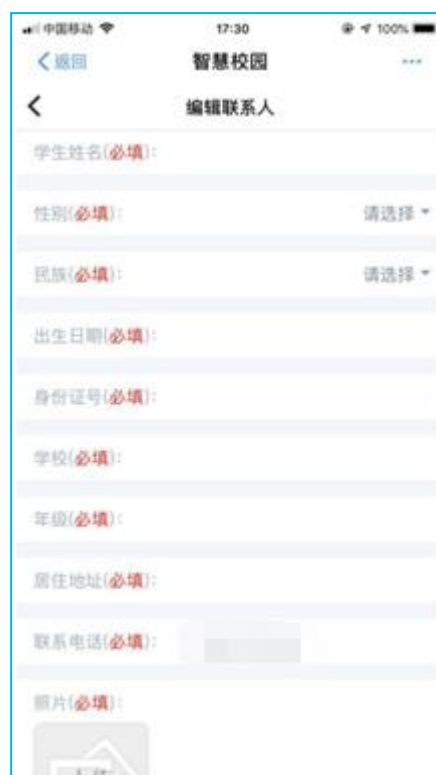 中国移动 17:30 100%
返回 智慧校园 ...
编辑联系人
学生姓名(必填):
性别(必填): 请选择
民族(必填): 请选择
出生日期(必填):
身份证号(必填):
学校(必填):
年级(必填):
居住地址(必填):
联系电话(必填):
照片(必填):